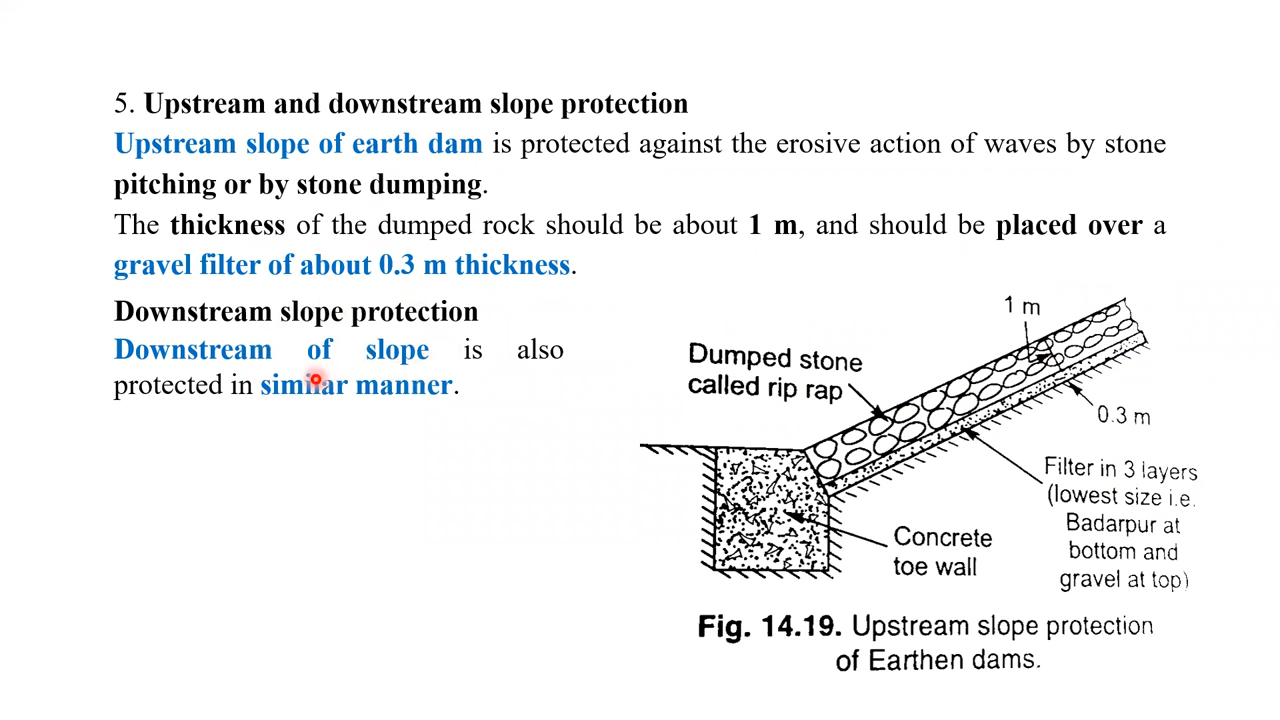 5. Upstream and downstream slope protection
Upstream slope of earth dam is protected against the erosive action of waves by stone
pitching or by stone dumping.
The thickness of the dumped rock should be about 1 m, and should be placed over a
gravel filter of about 0.3 m thickness.
Downstream slope protection
Downstream of slope is also
protected in similar manner.
1 m
Dumped stone
called rip rap
0.3 m
Filter in 3 layers
(lowest size i.e.
Badarpur at
bottom and
gravel at top)
Concrete
toe wall
Fig. 14.19. Upstream slope protection
of Earthen dams.